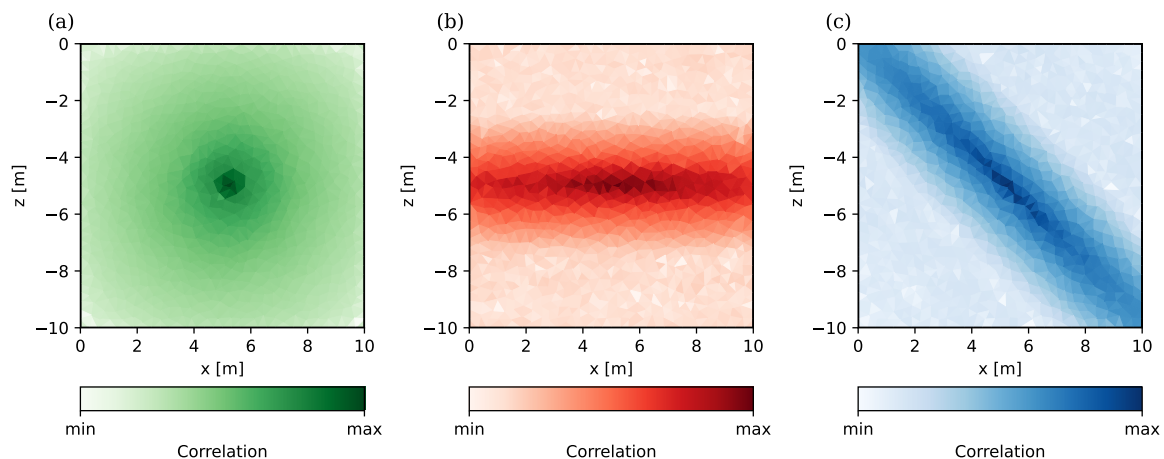 (a)
0
−2
−4
−6
−8
−10
z [m]
0 2 4 6 8 10
x [m]
min max
Correlation
(b)
0
−2
−4
−6
−8
−10
z [m]
0 2 4 6 8 10
x [m]
min max
Correlation
(c)
0
−2
−4
−6
−8
−10
z [m]
0 2 4 6 8 10
x [m]
min max
Correlation